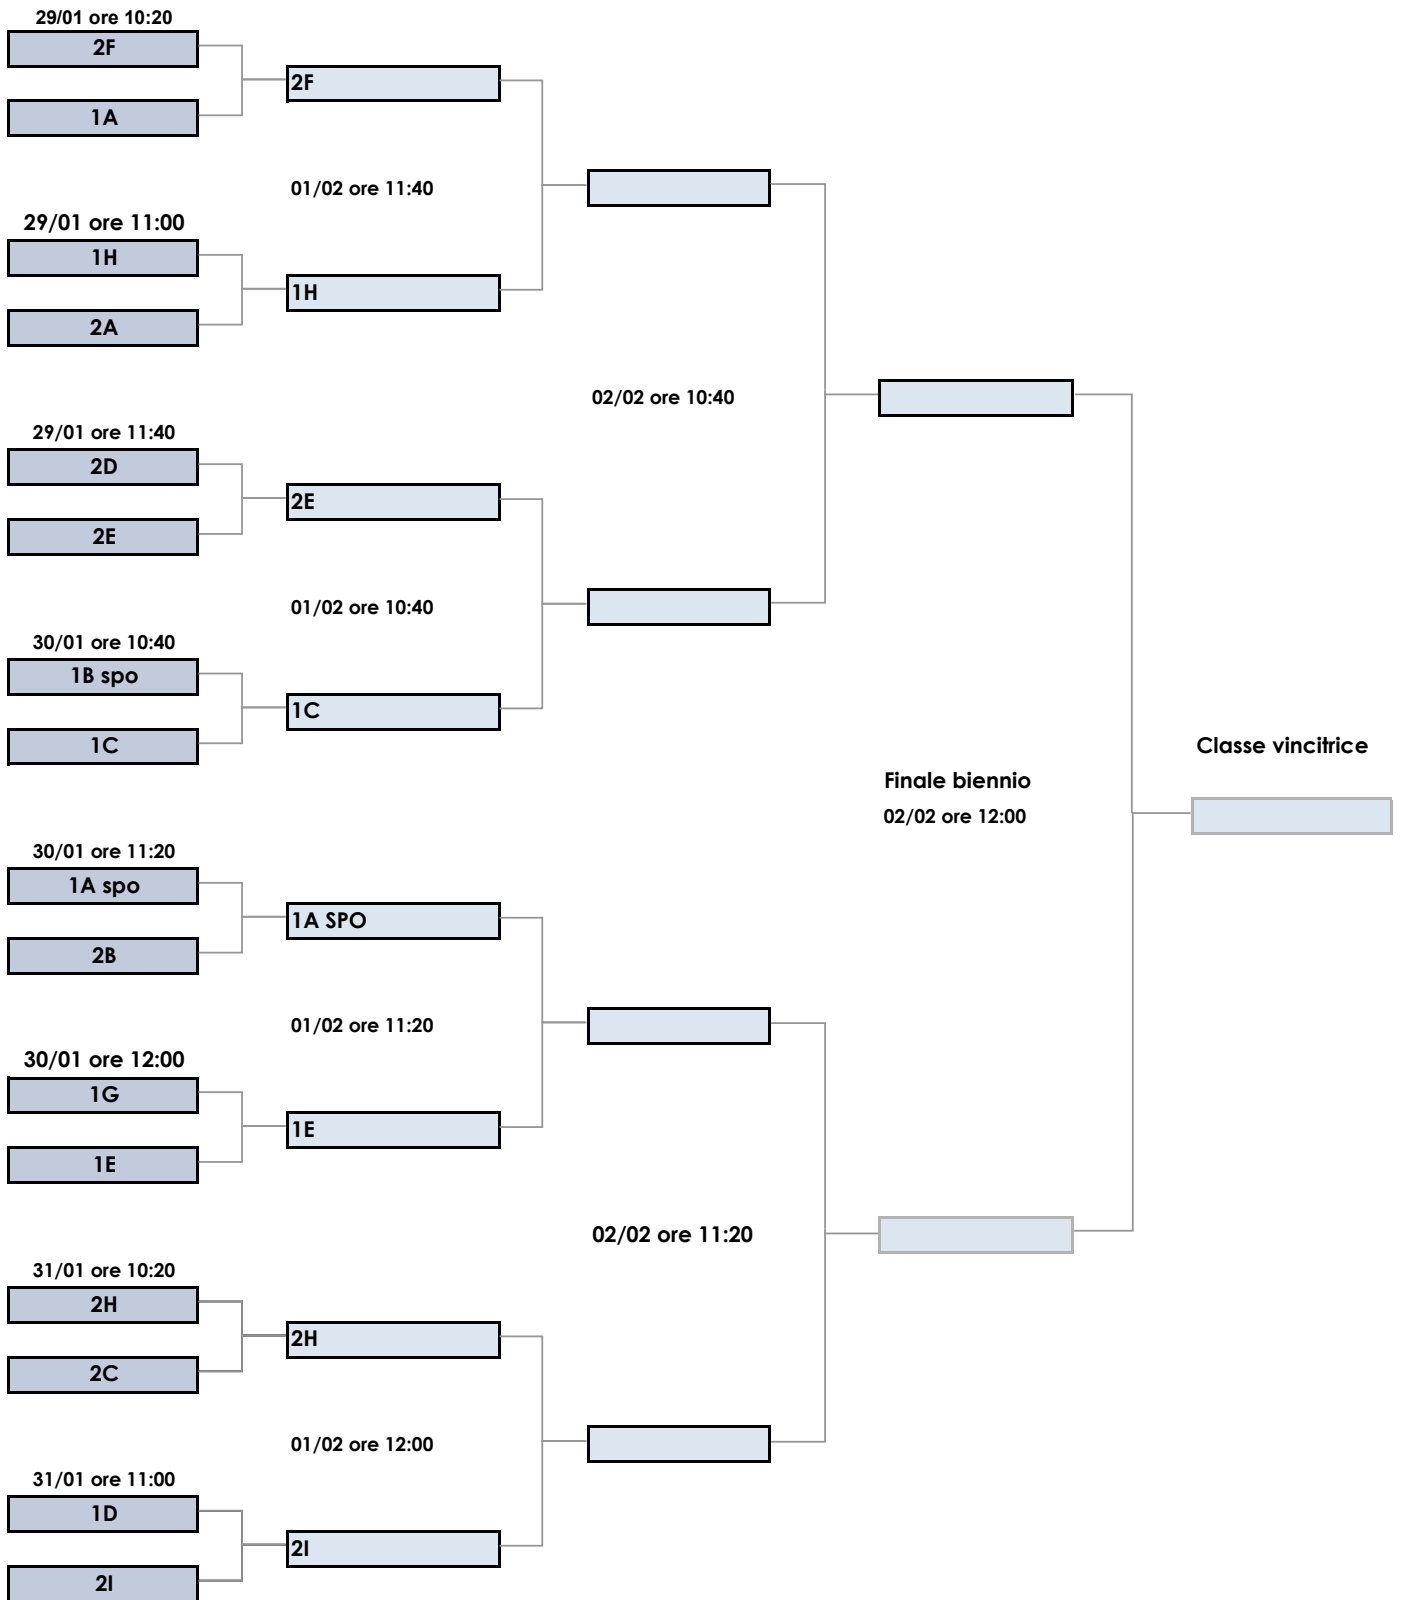 29/01 ore 10:20
2F
2F
1A
01/02 ore 11:40
29/01 ore 11:00
1H
1H
2A
02/02 ore 10:40
29/01 ore 11:40
2D
2E
2E
01/02 ore 10:40
30/01 ore 10:40
1B spo
1C
1C
Classe vincitrice
Finale biennio
02/02 ore 12:00
30/01 ore 11:20
1A spo
1A SPO
2B
01/02 ore 11:20
30/01 ore 12:00
1G
1E
1E
02/02 ore 11:20
31/01 ore 10:20
2H
2H
2C
01/02 ore 12:00
31/01 ore 11:00
1D
2I
2I